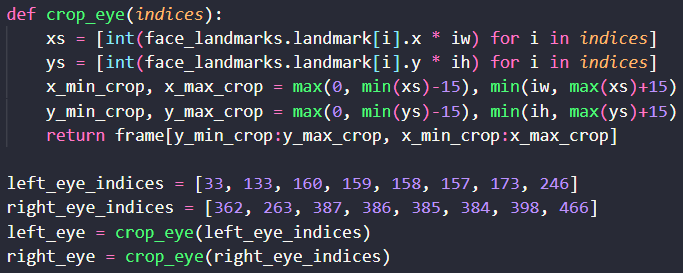 def crop_eye(indices):
    xs = [int(face_landmarks.landmark[i].x * iw) for i in indices]
    ys = [int(face_landmarks.landmark[i].y * ih) for i in indices]
    x_min_crop, x_max_crop = max(0, min(xs)-15), min(iw, max(xs)+15)
    y_min_crop, y_max_crop = max(0, min(ys)-15), min(ih, max(ys)+15)
    return frame[y_min_crop:y_max_crop, x_min_crop:x_max_crop]

left_eye_indices = [33, 133, 160, 159, 158, 157, 173, 246]
right_eye_indices = [362, 263, 387, 386, 385, 384, 398, 466]
left_eye = crop_eye(left_eye_indices)
right_eye = crop_eye(right_eye_indices)